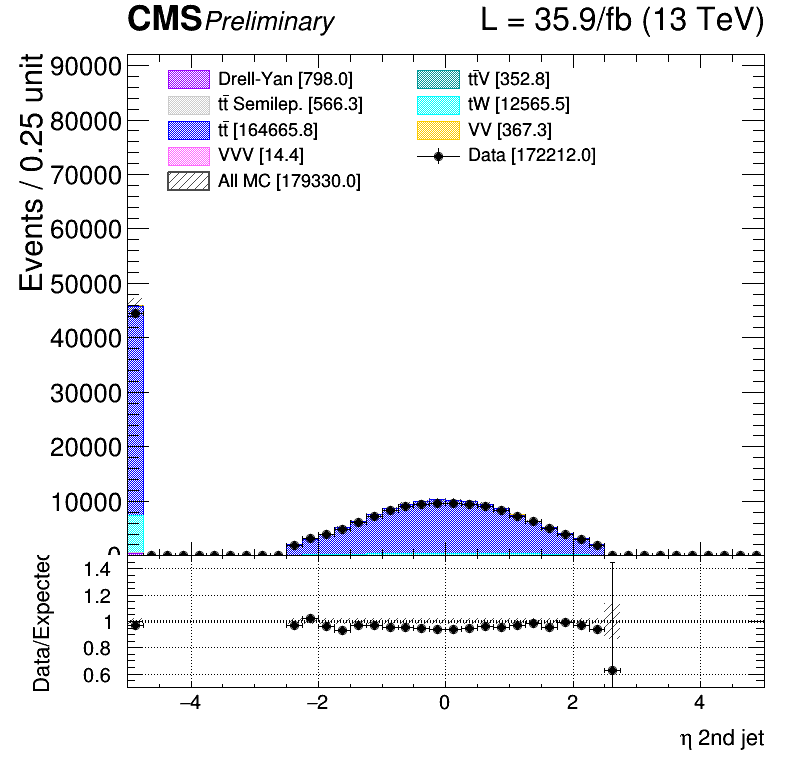 CMS Preliminary L = 35.9/fb (13 TeV)
Events / 0.25 unit
90000
80000
70000
60000
50000
40000
30000
20000
10000
0
Drell-Yan [798.0]
tt̄ Semilep. [566.3]
tt̄ [164665.8]
VVV [14.4]
All MC [179330.0]
tt̄V [352.8]
tW [12565.5]
VV [367.3]
Data [172212.0]
Data/Expected
1.4
1.2
1
0.8
0.6
−4 −2 0 2 4
η 2nd jet